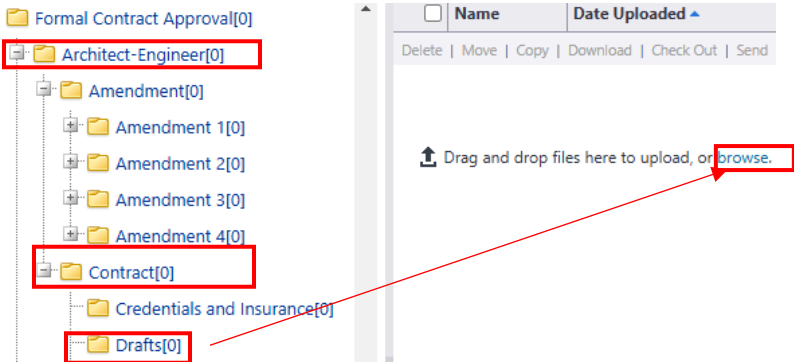 Formal Contract Approval[0]
Architect-Engineer[0]
Amendment[0]
Amendment 1[0]
Amendment 2[0]
Amendment 3[0]
Amendment 4[0]
Contract[0]
Credentials and Insurance[0]
Drafts[0]
Name Date Uploaded
Delete | Move | Copy | Download | Check Out | Send
Drag and drop files here to upload, or browse.